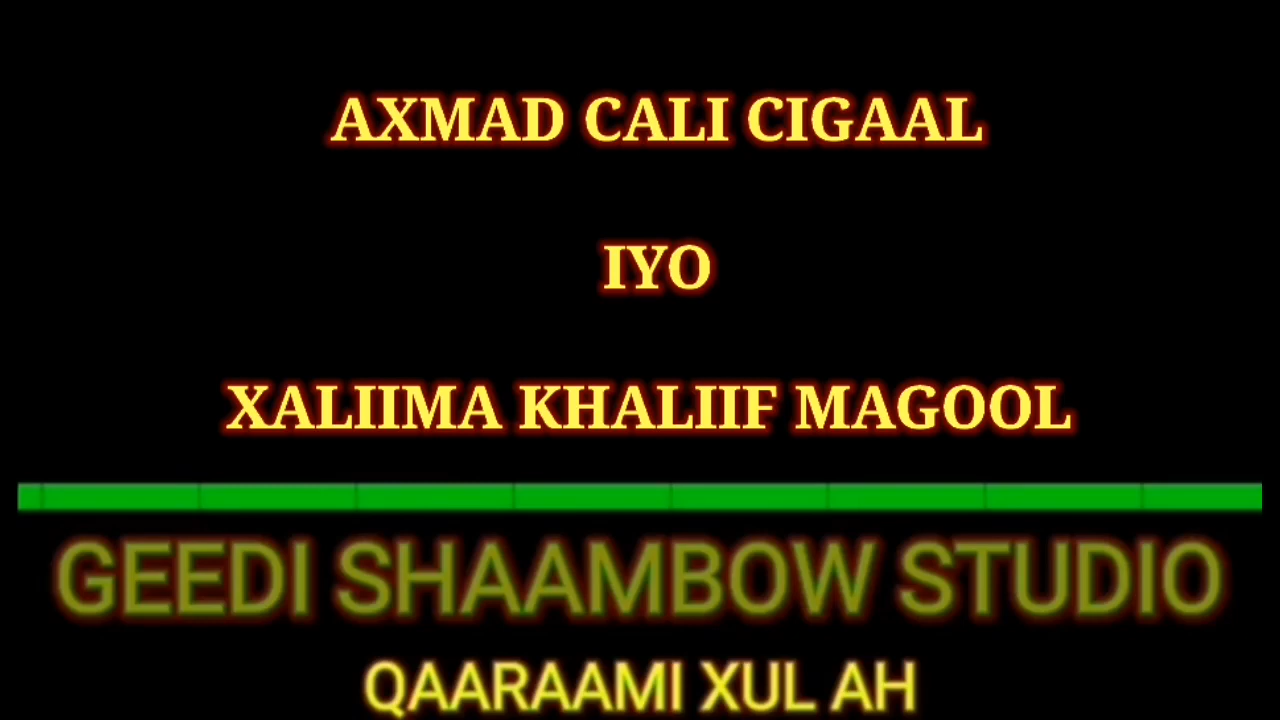 AXMAD CALI CIGAAL
IYO
XALIIMA KHALIIF MAGOOL
GEEDI SHAAMBOW STUDIO
QAARAAMI XUL AH